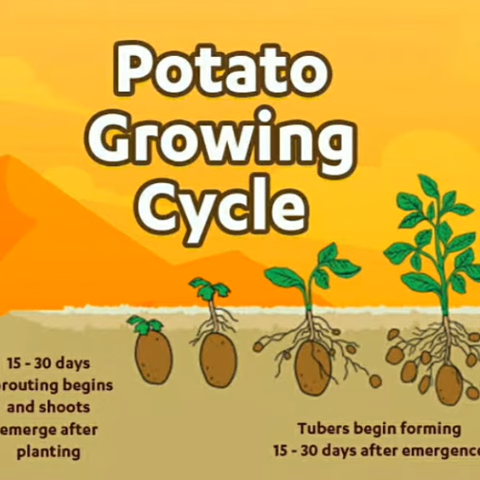 Potato
Growing
Cycle
15 - 30 days
prouting begins
and shoots
emerge after
planting
Tubers begin forming
15 - 30 days after emergence